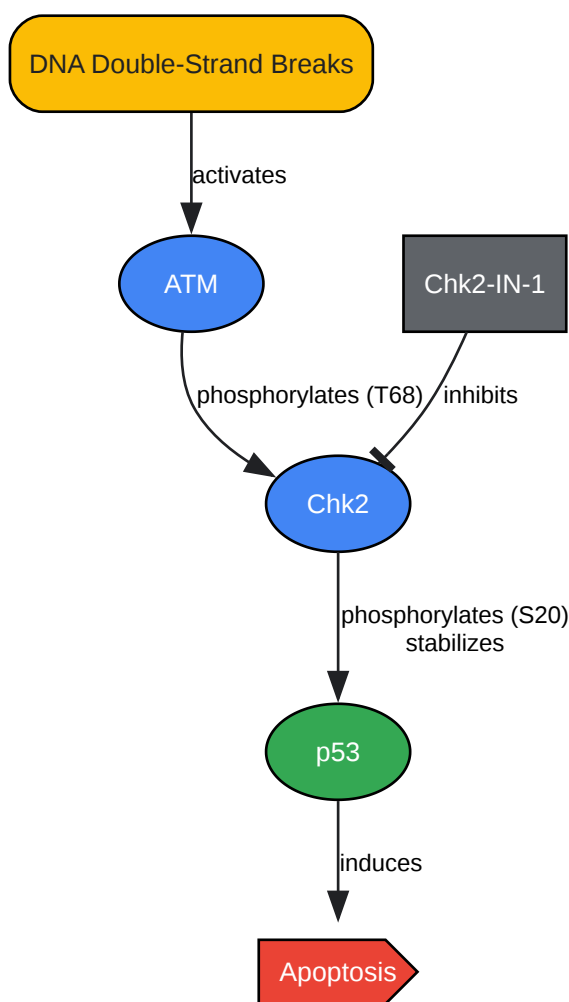 DNA Double-Strand Breaks
activates
ATM
Chk2-IN-1
phosphorylates (T68)
inhibits
Chk2
phosphorylates (S20)
stabilizes
p53
induces
Apoptosis